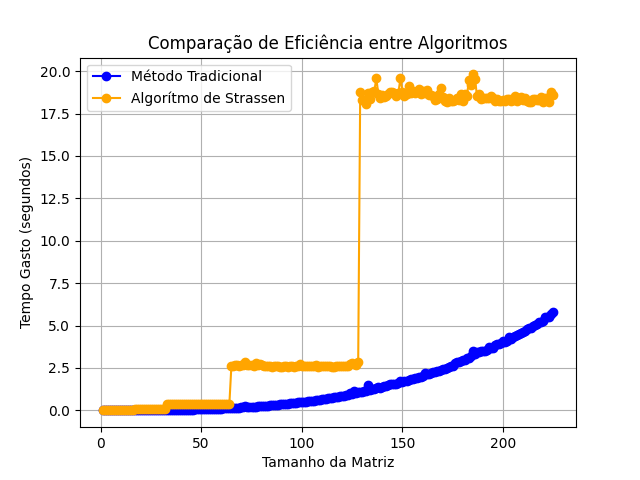 Comparação de Eficiência entre Algoritmos
Método Tradicional
Algorítmo de Strassen
Tempo Gasto (segundos)
20.0
17.5
15.0
12.5
10.0
7.5
5.0
2.5
0.0
0 50 100 150 200
Tamanho da Matriz